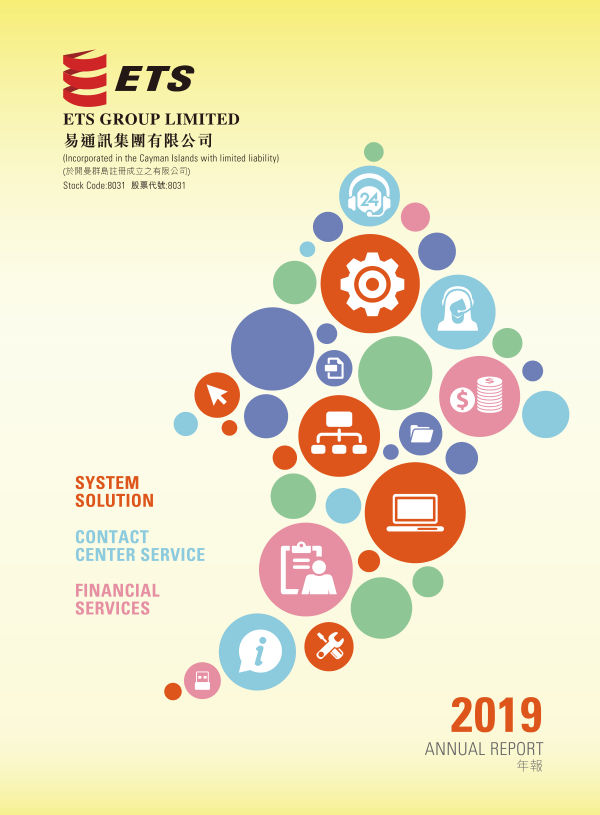 ETS
ETS GROUP LIMITED
易通訊集團有限公司
(Incorporated in the Cayman Islands with limited liability)
(於開曼群島註冊成立之有限公司)
Stock Code:8031 股票代號:8031
24
SYSTEM
SOLUTION
CONTACT
CENTER SERVICE
FINANCIAL
SERVICES
2019
ANNUAL REPORT
年報